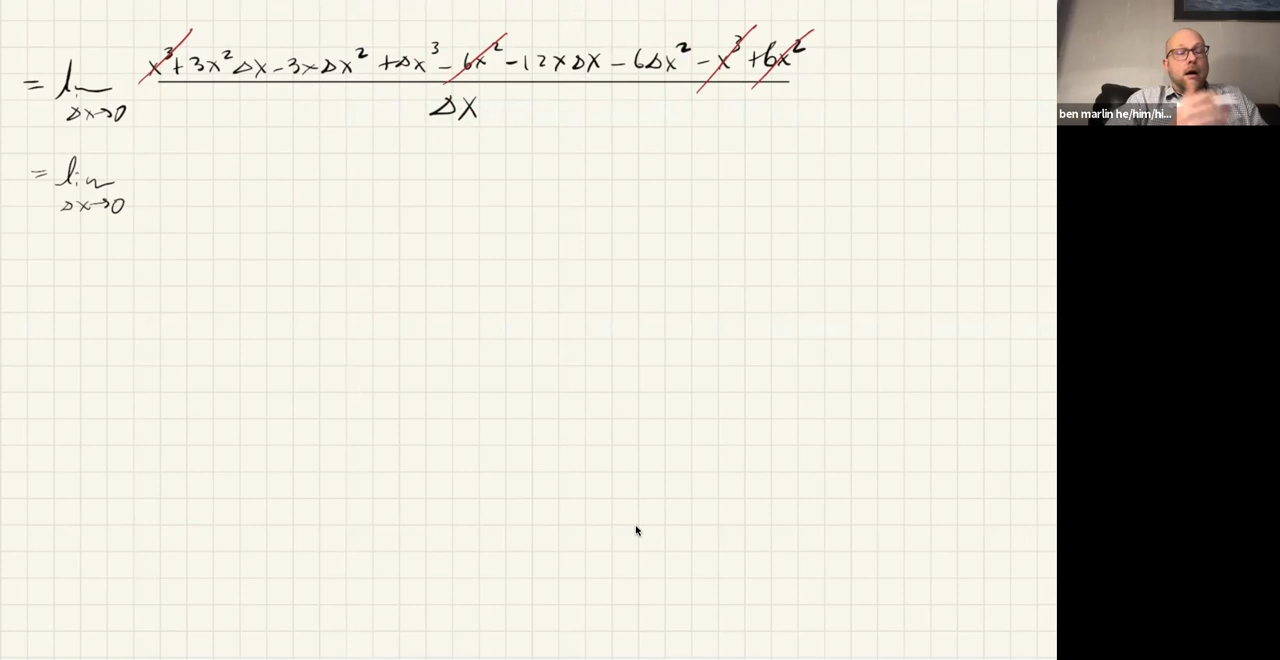 = lim x³+3x²Δx-3xΔx²+Δx³-6x²-12xΔx-6Δx²-x³+6x²
Δx→0 Δx
= lim
Δx→0
ben marlin he/him/hi...